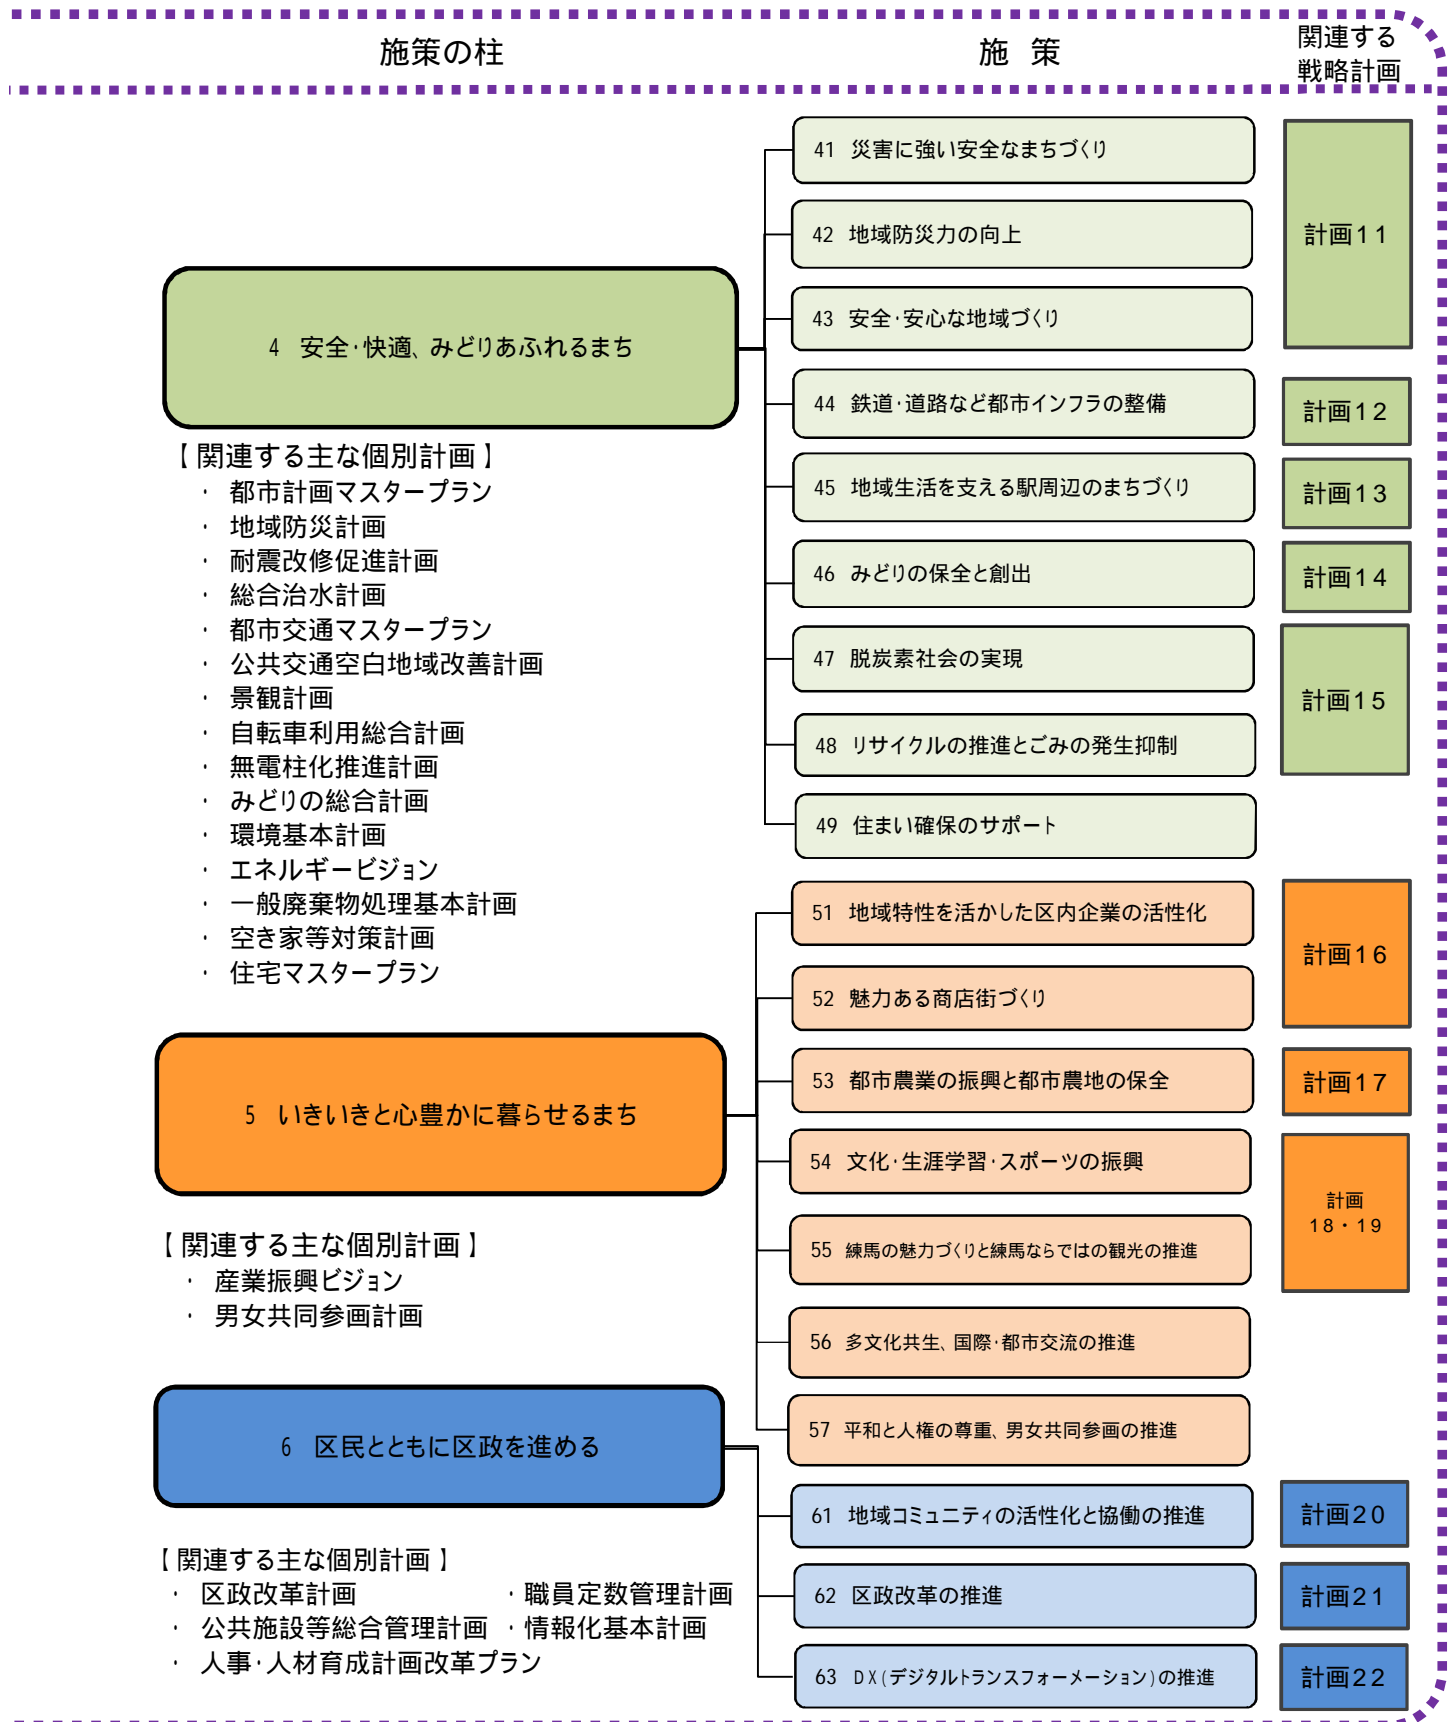 施策の柱
施 策
関連する
戦略計画
41 災害に強い安全なまちづくり
42 地域防災力の向上
43 安全・安心な地域づくり
計画11
4 安全・快適、みどりあふれるまち
44 鉄道・道路など都市インフラの整備
計画12
45 地域生活を支える駅周辺のまちづくり
計画13
46 みどりの保全と創出
計画14
47 脱炭素社会の実現
48 リサイクルの推進とごみの発生抑制
計画15
49 住まい確保のサポート
【関連する主な個別計画】
・ 都市計画マスタープラン
・ 地域防災計画
・ 耐震改修促進計画
・ 総合治水計画
・ 都市交通マスタープラン
・ 公共交通空白地域改善計画
・ 景観計画
・ 自転車利用総合計画
・ 無電柱化推進計画
・ みどりの総合計画
・ 環境基本計画
・ エネルギービジョン
・ 一般廃棄物処理基本計画
・ 空き家等対策計画
・ 住宅マスタープラン
51 地域特性を活かした区内企業の活性化
52 魅力ある商店街づくり
計画16
5 いきいきと心豊かに暮らせるまち
53 都市農業の振興と都市農地の保全
計画17
54 文化・生涯学習・スポーツの振興
55 練馬の魅力づくりと練馬ならではの観光の推進
計画
18・19
56 多文化共生、国際・都市交流の推進
57 平和と人権の尊重、男女共同参画の推進
【関連する主な個別計画】
・ 産業振興ビジョン
・ 男女共同参画計画
6 区民とともに区政を進める
61 地域コミュニティの活性化と協働の推進
計画20
62 区政改革の推進
計画21
63 DX(デジタルトランスフォーメーション)の推進
計画22
【関連する主な個別計画】
・ 区政改革計画 ・職員定数管理計画
・ 公共施設等総合管理計画 ・情報化基本計画
・ 人事・人材育成計画改革プラン